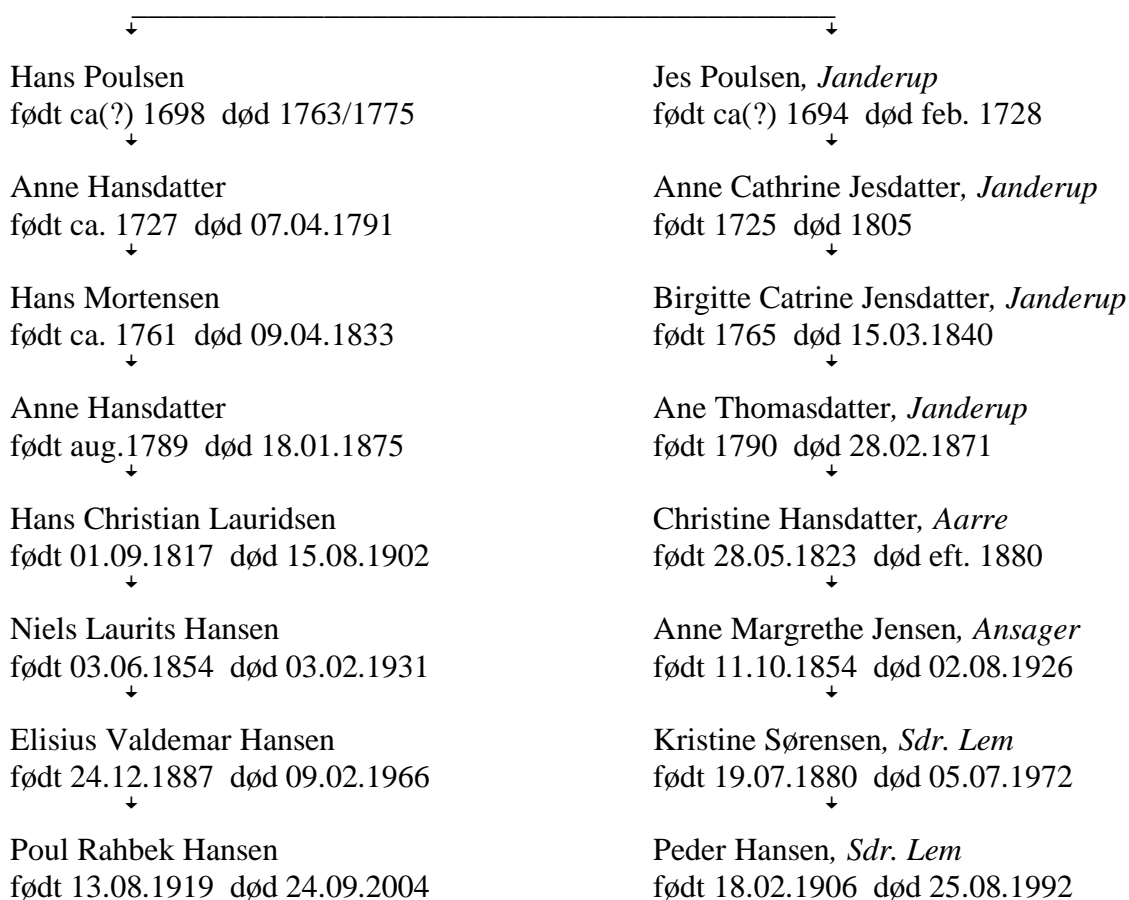 Hans Poulsen
født ca(?) 1698  død 1763/1775
Jes Poulsen, Janderup
født ca(?) 1694  død feb. 1728
Anne Hansdatter
født ca. 1727  død 07.04.1791
Anne Cathrine Jesdatter, Janderup
født 1725  død 1805
Hans Mortensen
født ca. 1761  død 09.04.1833
Birgitte Catrine Jensdatter, Janderup
født 1765  død 15.03.1840
Anne Hansdatter
født aug.1789  død 18.01.1875
Ane Thomasdatter, Janderup
født 1790  død 28.02.1871
Hans Christian Lauridsen
født 01.09.1817  død 15.08.1902
Christine Hansdatter, Aarre
født 28.05.1823  død eft. 1880
Niels Laurits Hansen
født 03.06.1854  død 03.02.1931
Anne Margrethe Jensen, Ansager
født 11.10.1854  død 02.08.1926
Elisius Valdemar Hansen
født 24.12.1887  død 09.02.1966
Kristine Sørensen, Sdr. Lem
født 19.07.1880  død 05.07.1972
Poul Rahbek Hansen
født 13.08.1919  død 24.09.2004
Peder Hansen, Sdr. Lem
født 18.02.1906  død 25.08.1992